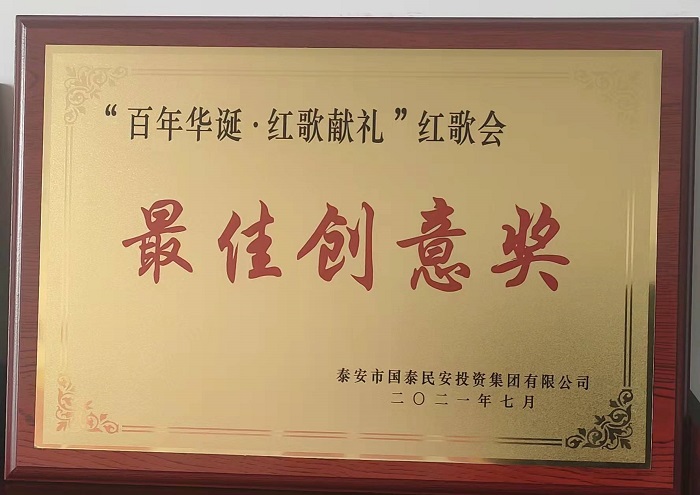 “百年华诞·红歌献礼”红歌会
最佳创意奖
泰安市国泰民安投资集团有限公司
二〇二一年七月